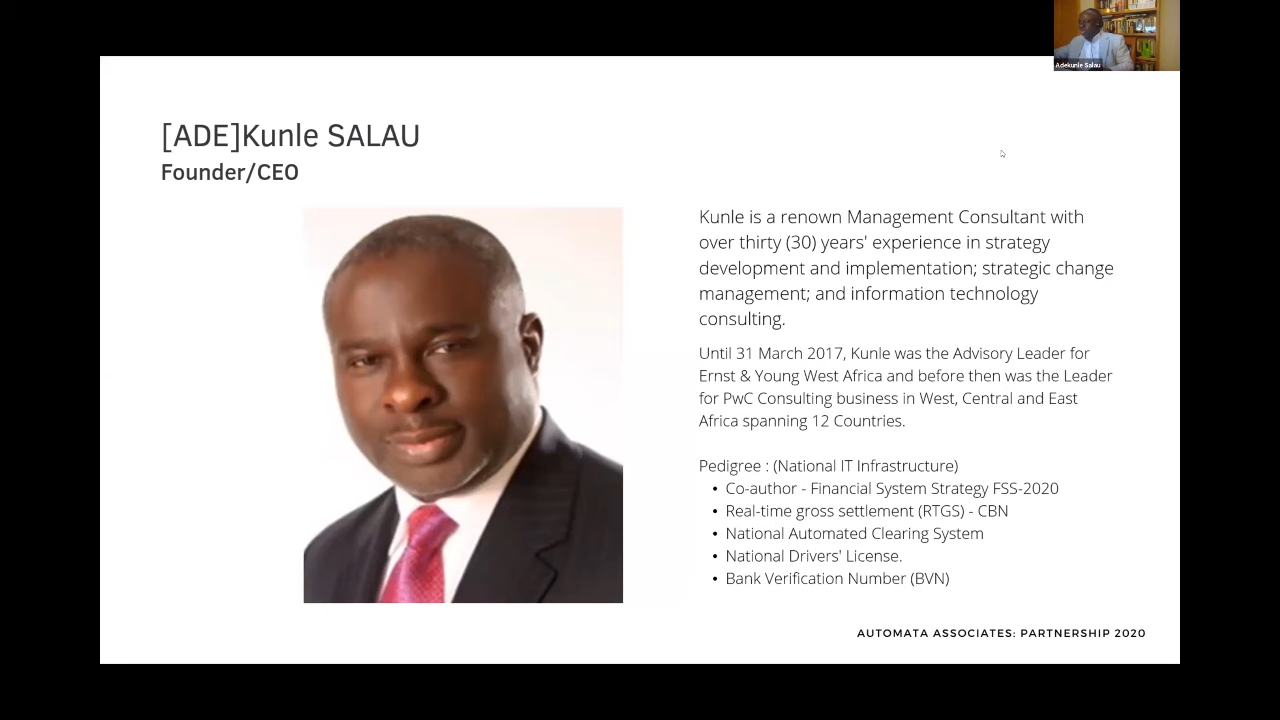 Adekunle Salau
[ADE]Kunle SALAU
Founder/CEO
Kunle is a renown Management Consultant with
over thirty (30) years' experience in strategy
development and implementation; strategic change
management; and information technology
consulting.
Until 31 March 2017, Kunle was the Advisory Leader for
Ernst & Young West Africa and before then was the Leader
for PwC Consulting business in West, Central and East
Africa spanning 12 Countries.
Pedigree : (National IT Infrastructure)
• Co-author - Financial System Strategy FSS-2020
• Real-time gross settlement (RTGS) - CBN
• National Automated Clearing System
• National Drivers' License.
• Bank Verification Number (BVN)
AUTOMATA ASSOCIATES: PARTNERSHIP 2020